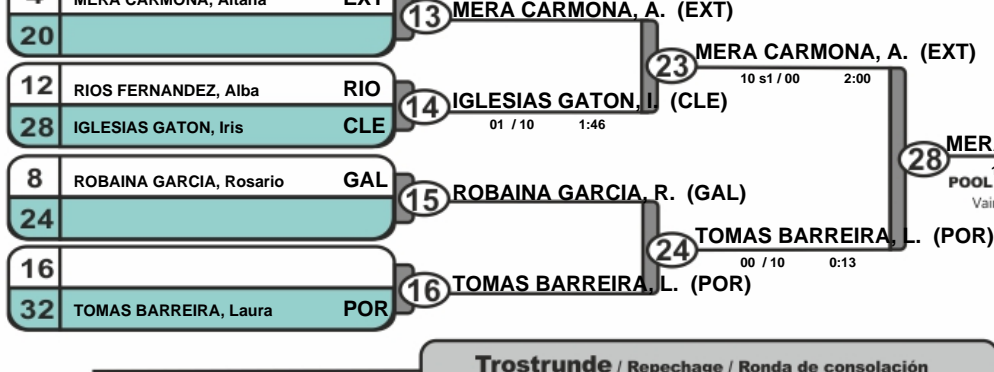 4 MERA CARMONA, Aitana EXT
20
13 MERA CARMONA, A. (EXT)
23 MERA CARMONA, A. (EXT)
10 s1 / 00 2:00
12 RIOS FERNANDEZ, Alba RIO
28 IGLESIAS GATON, Iris CLE
14 IGLESIAS GATON, I. (CLE)
01 / 10 1:46
28 MER
POOL
8 ROBAINA GARCIA, Rosario GAL
24
15 ROBAINA GARCIA, R. (GAL)
24 TOMAS BARREIRA, L. (POR)
00 / 10 0:13
16
32 TOMAS BARREIRA, Laura POR
16 TOMAS BARREIRA, L. (POR)
Trostrunde / Repechage / Ronda de consolación